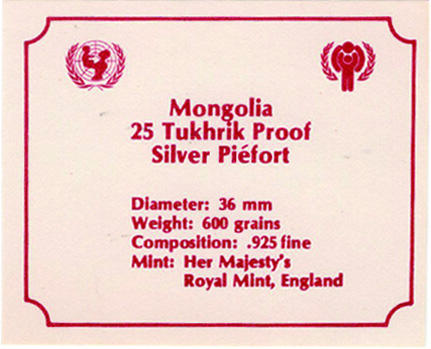 Mongolia
25 Tukhrik Proof
Silver Piéfort
Diameter: 36 mm
Weight: 600 grains
Composition: .925 fine
Mint: Her Majesty's
Royal Mint, England